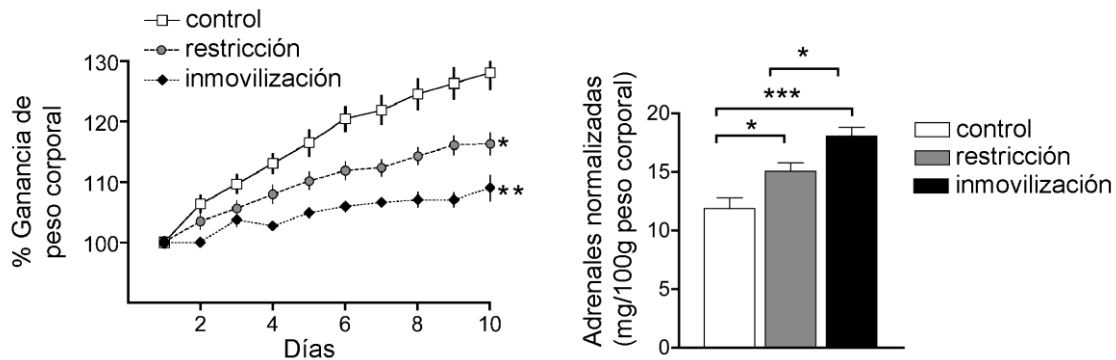 control
restricción
inmovilización
% Ganancia de
peso corporal
130
120
110
100
2
4
6
8
10
Días
*
**
Adrenales normalizadas
(mg/100g peso corporal)
20
15
10
5
0
*
***
*
control
restricción
inmovilización